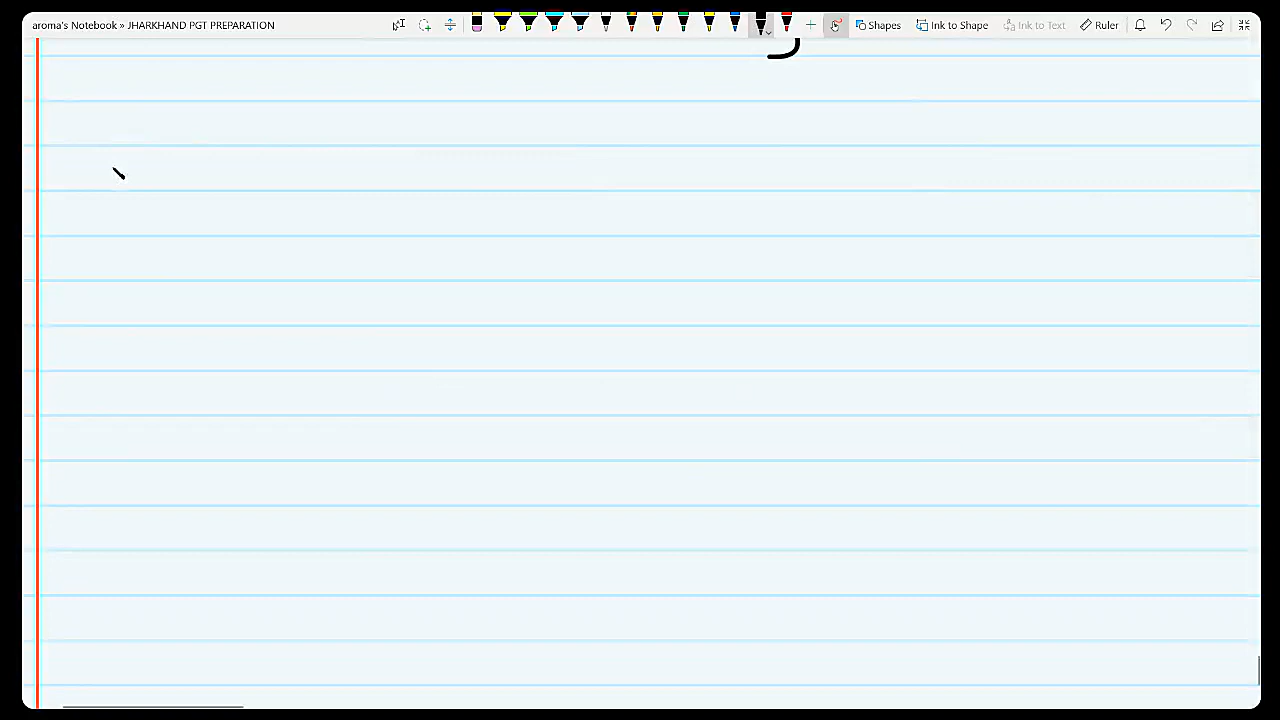 aroma's Notebook » JHARKHAND PGT PREPARATION
Shapes
Ink to Shape
Ink to Text
Ruler